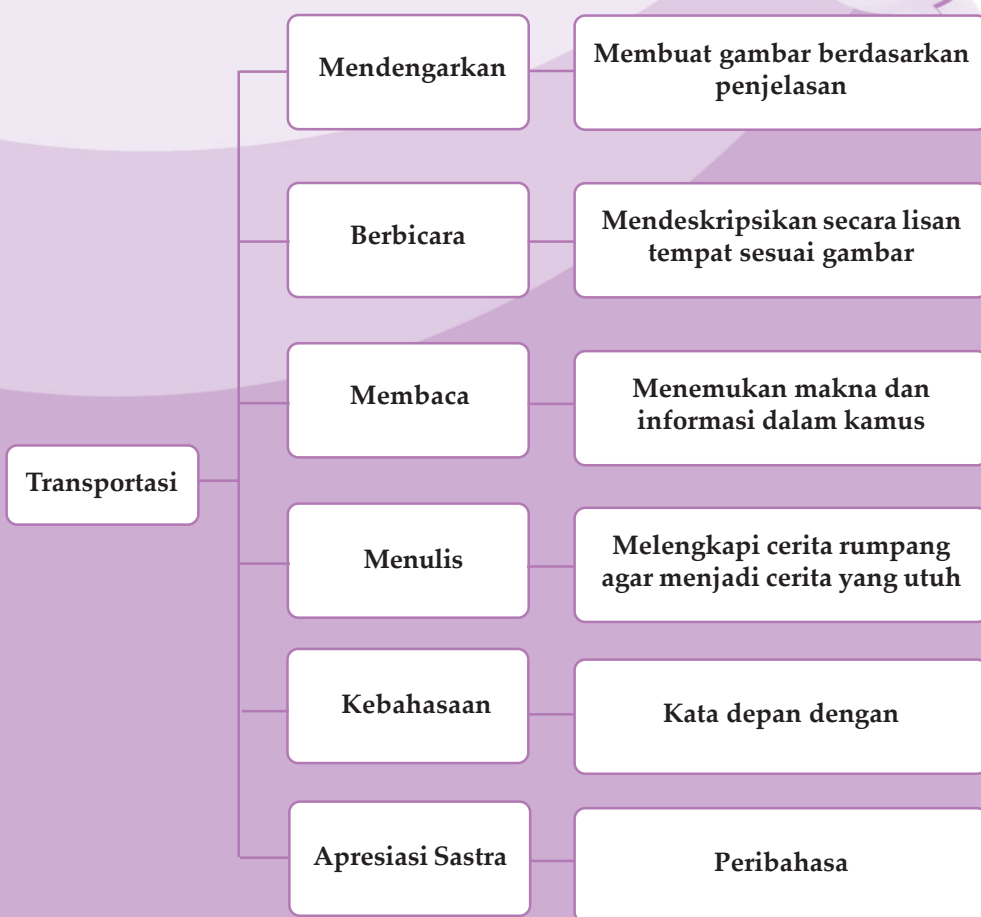 Mendengarkan
Membuat gambar berdasarkan
penjelasan
Berbicara
Mendeskripsikan secara lisan
tempat sesuai gambar
Membaca
Menemukan makna dan
informasi dalam kamus
Transportasi
Menulis
Melengkapi cerita rumpang
agar menjadi cerita yang utuh
Kebahasaan
Kata depan dengan
Apresiasi Sastra
Peribahasa